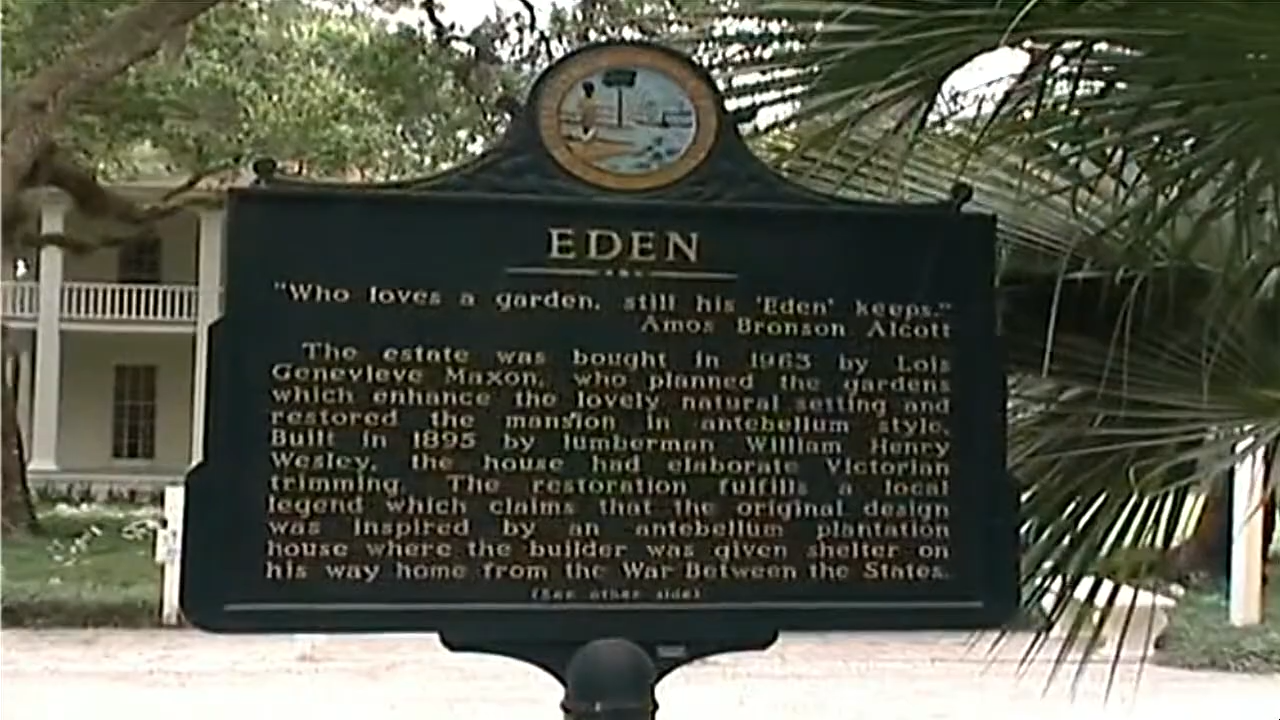 EDEN
"Who loves a garden, still his 'Eden' keeps."
Amos Bronson Alcott
The estate was bought in 1963 by Lois
Genevieve Maxon, who planned the gardens
which enhance the lovely natural setting and
restored the mansion in antebellum style.
Built in 1895 by lumberman William Henry
Wesley, the house had elaborate Victorian
trimming. The restoration fulfills a local
legend which claims that the original design
was inspired by an antebellum plantation
house where the builder was given shelter on
his way home from the War Between the States.
(See other side)